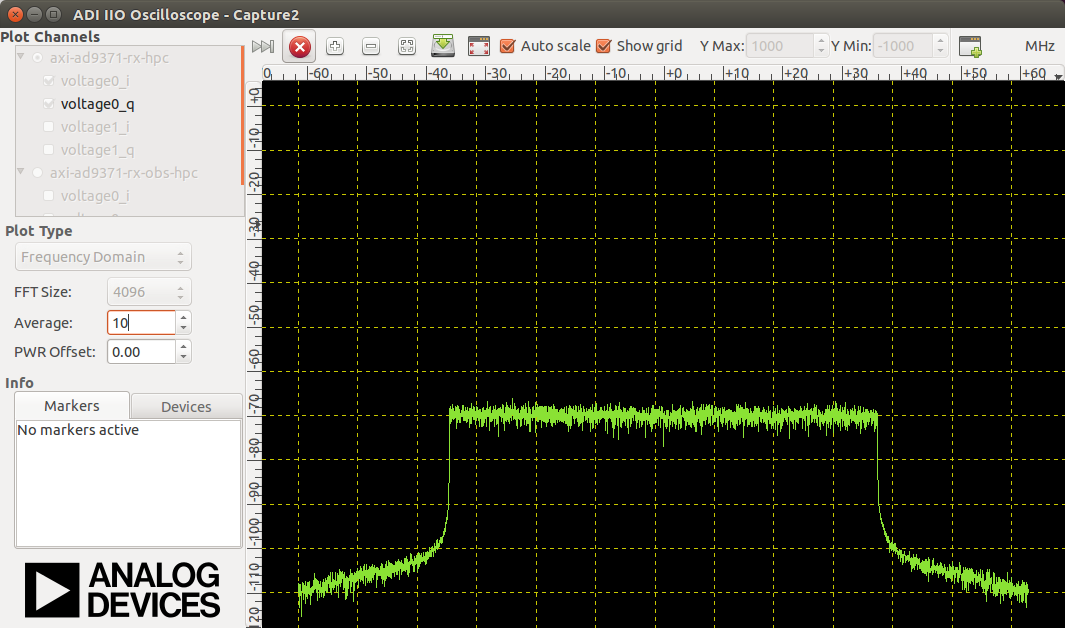 ADI IIO Oscilloscope - Capture2
Plot Channels
axi-ad9371-rx-hpc
voltage0_i
voltage0_q
voltage1_i
voltage1_q
axi-ad9371-rx-obs-hpc
voltage0_i
Plot Type
Frequency Domain
FFT Size: 4096
Average: 10
PWR Offset: 0.00
Info
Markers Devices
No markers active
ANALOG
DEVICES
Auto scale Show grid Y Max: 1000 Y Min: -1000 MHz
0 -60 -50 -40 -30 -20 -10 +0 +10 +20 +30 +40 +50 +60
+0
-10
-20
-30
-40
-50
-60
-70
-80
-90
-100
-110
120